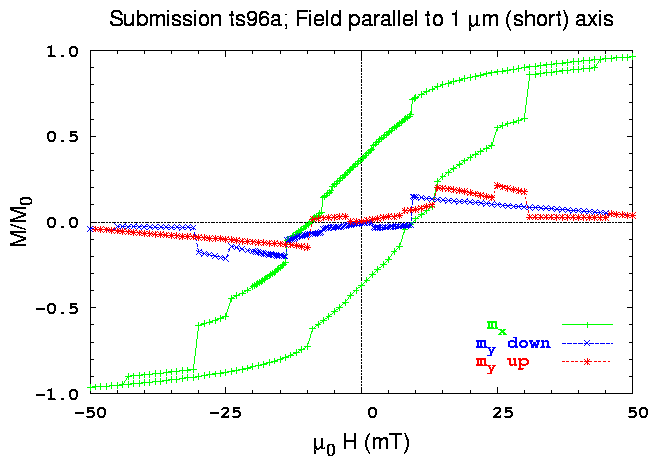 Submission ts96a; Field parallel to 1 µm (short) axis
1.0
0.5
0.0
-0.5
-1.0
M/M0
mx
my down
my up
-50
-25
0
25
50
µ0 H (mT)